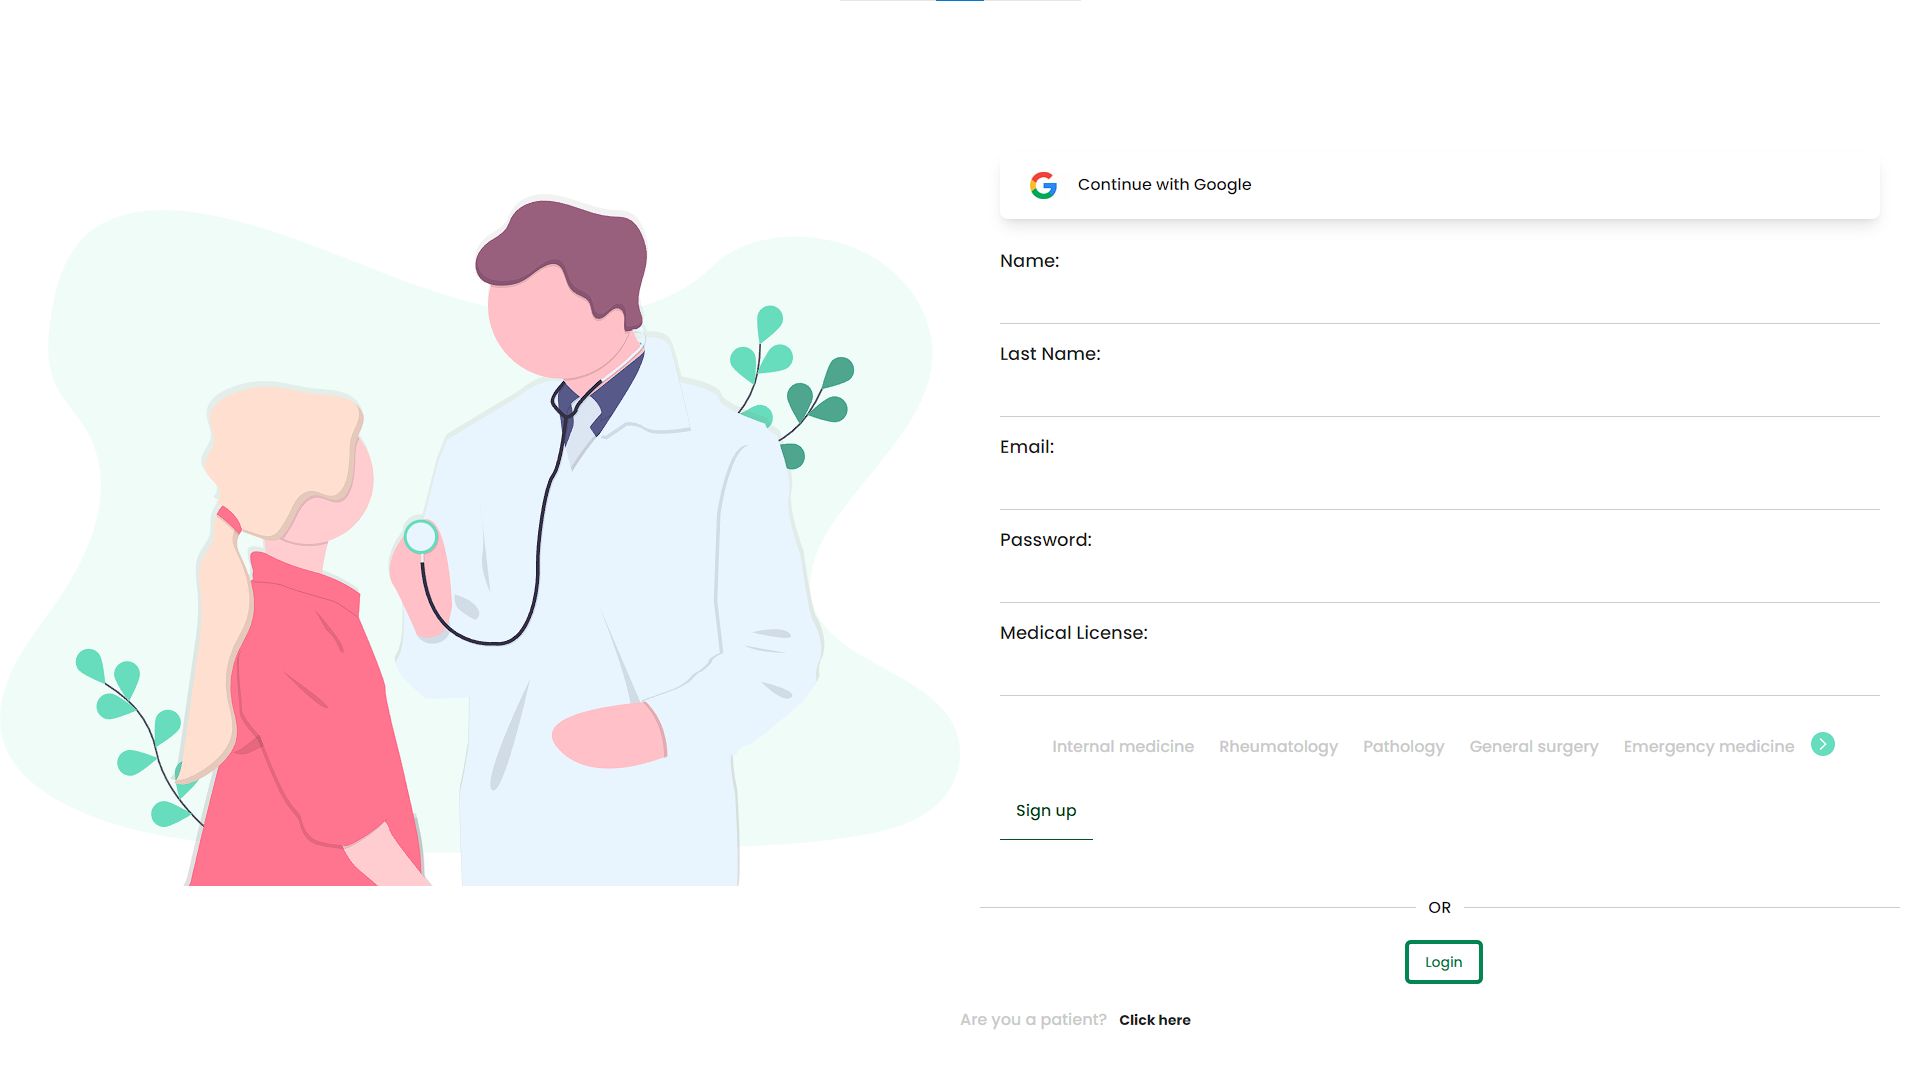 Continue with Google
Name:
Last Name:
Email:
Password:
Medical License:
Internal medicine Rheumatology Pathology General surgery Emergency medicine
Sign up
OR
Login
Are you a patient? Click here